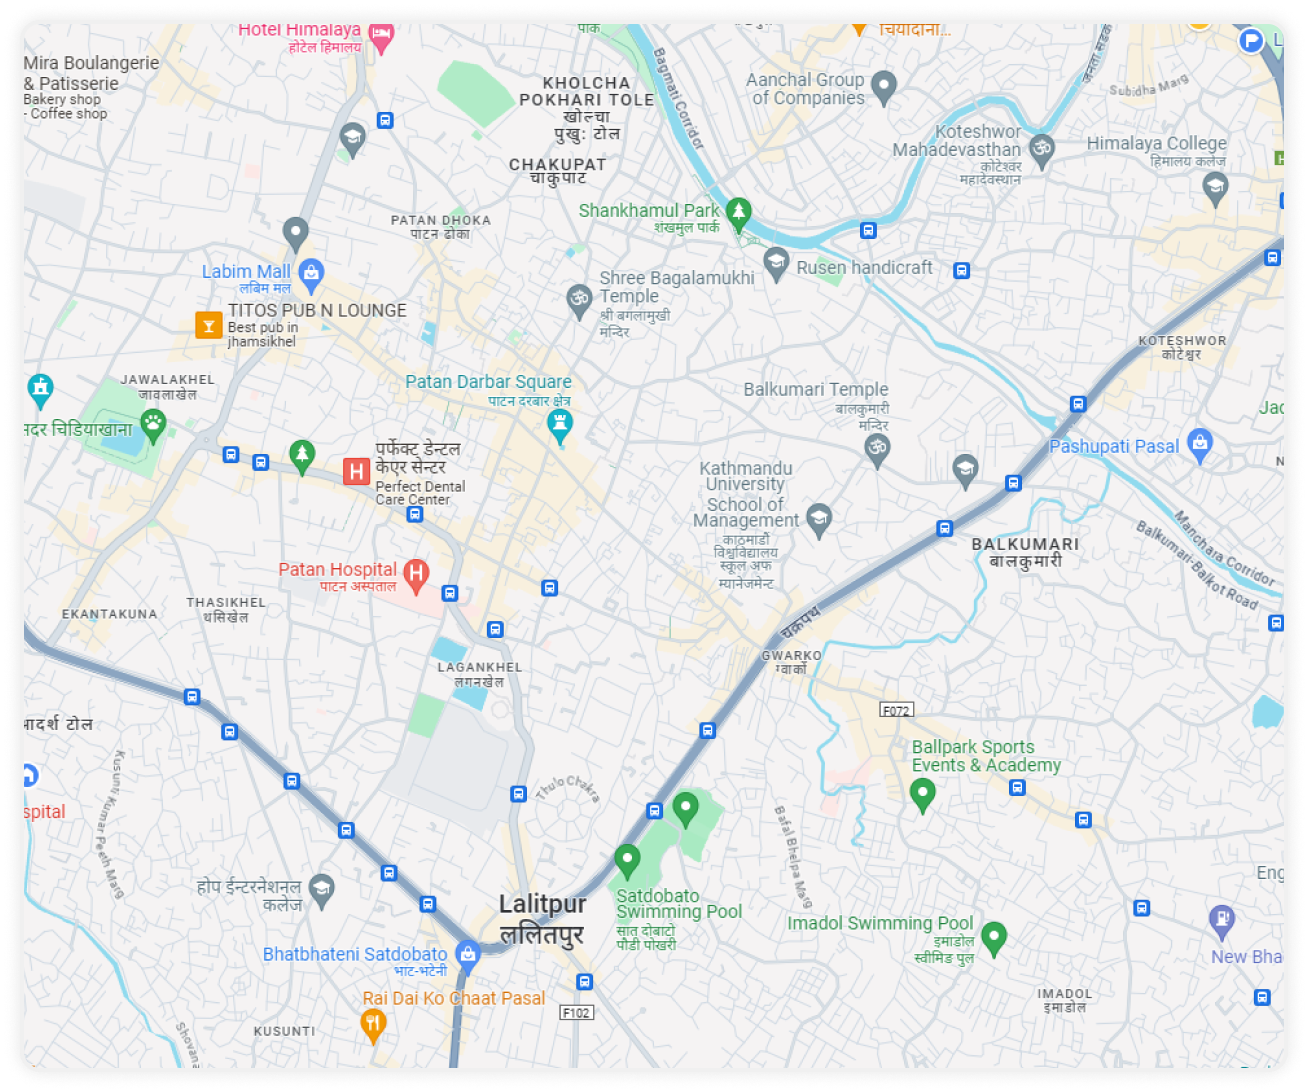 Hotel Himalaya
होटेल हिमालय
पार्क
चियादाना...
Mira Boulangerie
& Patisserie
Bakery shop
- Coffee shop
KHOLCHA
POKHARI TOLE
खोल्चा
पुखुः टोल
Bagmati Corridor
Aanchal Group
of Companies
जनता सडक
Subidha Marg
CHAKUPAT
चाकुपाट
Koteshwor
Mahadevasthan
कोटेश्वर
महादेवस्थान
Himalaya College
हिमालय कलेज
H
PATAN DHOKA
पाटन ढोका
Shankhamul Park
शंखमुल पार्क
Labim Mall
लबिम मल
Shree Bagalamukhi
Temple
श्री बगलामुखी
मन्दिर
Rusen handicraft
TITOS PUB N LOUNGE
Best pub in
jhamsikhel
KOTESHWOR
कोटेश्वर
JAWALAKHEL
जावलाखेल
Patan Darbar Square
पाटन दरबार क्षेत्र
Balkumari Temple
बालकुमारी
मन्दिर
सदर चिडियाखाना
पर्फेक्ट डेन्टल
केएर सेन्टर
Perfect Dental
Care Center
H
Pashupati Pasal
Kathmandu
University
School of
Management
काठमाडौं
विश्वविद्यालय
स्कूल अफ
म्यानेजमेन्ट
Manchara Corridor
Balkumari-Balkot Road
BALKUMARI
बालकुमारी
Patan Hospital
पाटन अस्पताल
H
EKANTAKUNA
THASIKHEL
थसिखेल
चक्रपथ
GWARKO
ग्वार्को
LAGANKHEL
लगनखेल
F072
आदर्श टोल
Ballpark Sports
Events & Academy
Kusunti Kumar Peeth Marg
Thulo Chakra
Bafal Bhelpa Marg
spital
होप ईन्टरनेशनल
कलेज
Lalitpur
ललितपुर
Satdobato
Swimming Pool
सात दोबाटो
पौडी पोखरी
Imadol Swimming Pool
इमाडोल
स्वीमिङ पुल
Eng
Bhatbhateni Satdobato
भाट-भटेनी
New Bha
Rai Dai Ko Chaat Pasal
F102
IMADOL
इमाडोल
KUSUNTI
Shovana
Jac
N
L